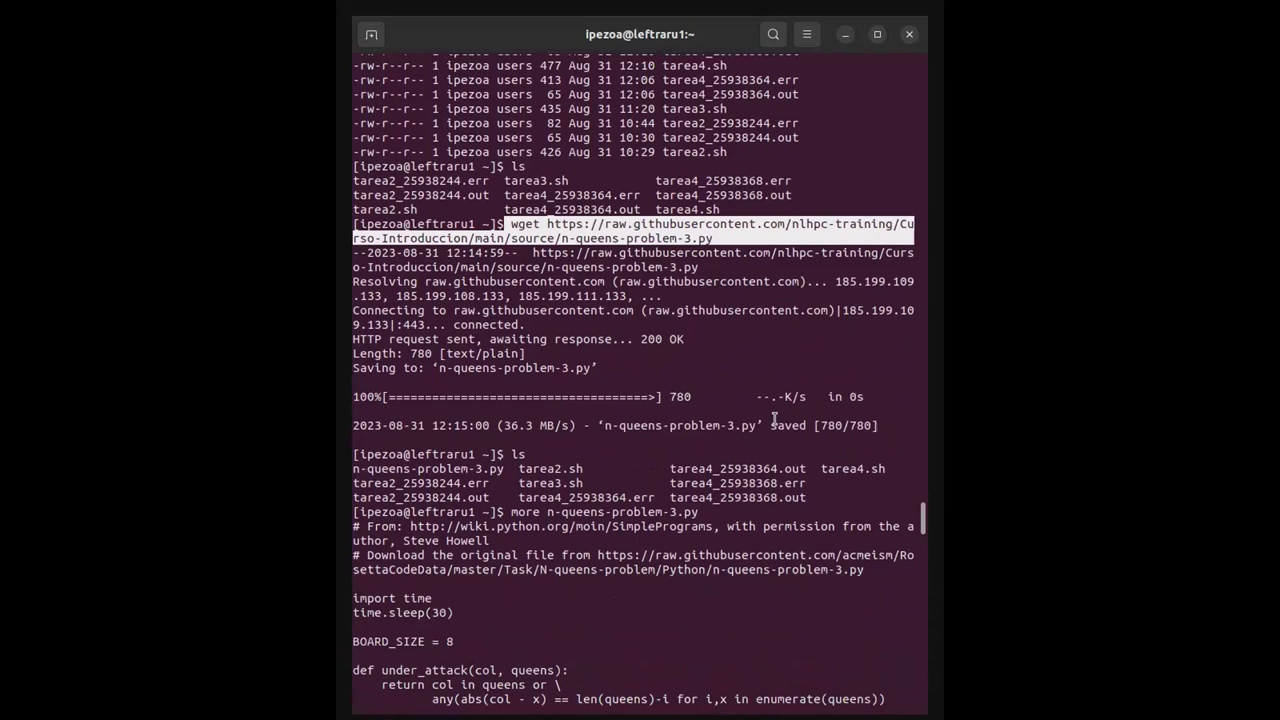 ipezoa@leftraru1:~
-rw-r--r-- 1 ipezoa users 477 Aug 31 12:10 tarea4.sh
-rw-r--r-- 1 ipezoa users 413 Aug 31 12:06 tarea4_25938364.err
-rw-r--r-- 1 ipezoa users  65 Aug 31 12:06 tarea4_25938364.out
-rw-r--r-- 1 ipezoa users 435 Aug 31 11:20 tarea3.sh
-rw-r--r-- 1 ipezoa users  82 Aug 31 10:44 tarea2_25938244.err
-rw-r--r-- 1 ipezoa users  65 Aug 31 10:30 tarea2_25938244.out
-rw-r--r-- 1 ipezoa users 426 Aug 31 10:29 tarea2.sh
[ipezoa@leftraru1 ~]$ ls
tarea2_25938244.err  tarea3.sh            tarea4_25938368.err
tarea2_25938244.out  tarea4_25938364.err  tarea4_25938368.out
tarea2.sh            tarea4_25938364.out  tarea4.sh
[ipezoa@leftraru1 ~]$ wget https://raw.githubusercontent.com/nlhpc-training/Cu
rso-Introduccion/main/source/n-queens-problem-3.py
--2023-08-31 12:14:59--  https://raw.githubusercontent.com/nlhpc-training/Curs
o-Introduccion/main/source/n-queens-problem-3.py
Resolving raw.githubusercontent.com (raw.githubusercontent.com)... 185.199.109
.133, 185.199.108.133, 185.199.111.133, ...
Connecting to raw.githubusercontent.com (raw.githubusercontent.com)|185.199.10
9.133|:443... connected.
HTTP request sent, awaiting response... 200 OK
Length: 780 [text/plain]
Saving to: ‘n-queens-problem-3.py’
100%[====================================>] 780         --.-K/s   in 0s
2023-08-31 12:15:00 (36.3 MB/s) - ‘n-queens-problem-3.py’ saved [780/780]
[ipezoa@leftraru1 ~]$ ls
n-queens-problem-3.py  tarea2.sh            tarea4_25938364.out  tarea4.sh
tarea2_25938244.err    tarea3.sh            tarea4_25938368.err
tarea2_25938244.out    tarea4_25938364.err  tarea4_25938368.out
[ipezoa@leftraru1 ~]$ more n-queens-problem-3.py
# From: http://wiki.python.org/moin/SimplePrograms, with permission from the a
uthor, Steve Howell
# Download the original file from https://raw.githubusercontent.com/acmeism/Ro
settaCodeData/master/Task/N-queens-problem/Python/n-queens-problem-3.py
import time
time.sleep(30)
BOARD_SIZE = 8
def under_attack(col, queens):
    return col in queens or \
           any(abs(col - x) == len(queens)-i for i,x in enumerate(queens))